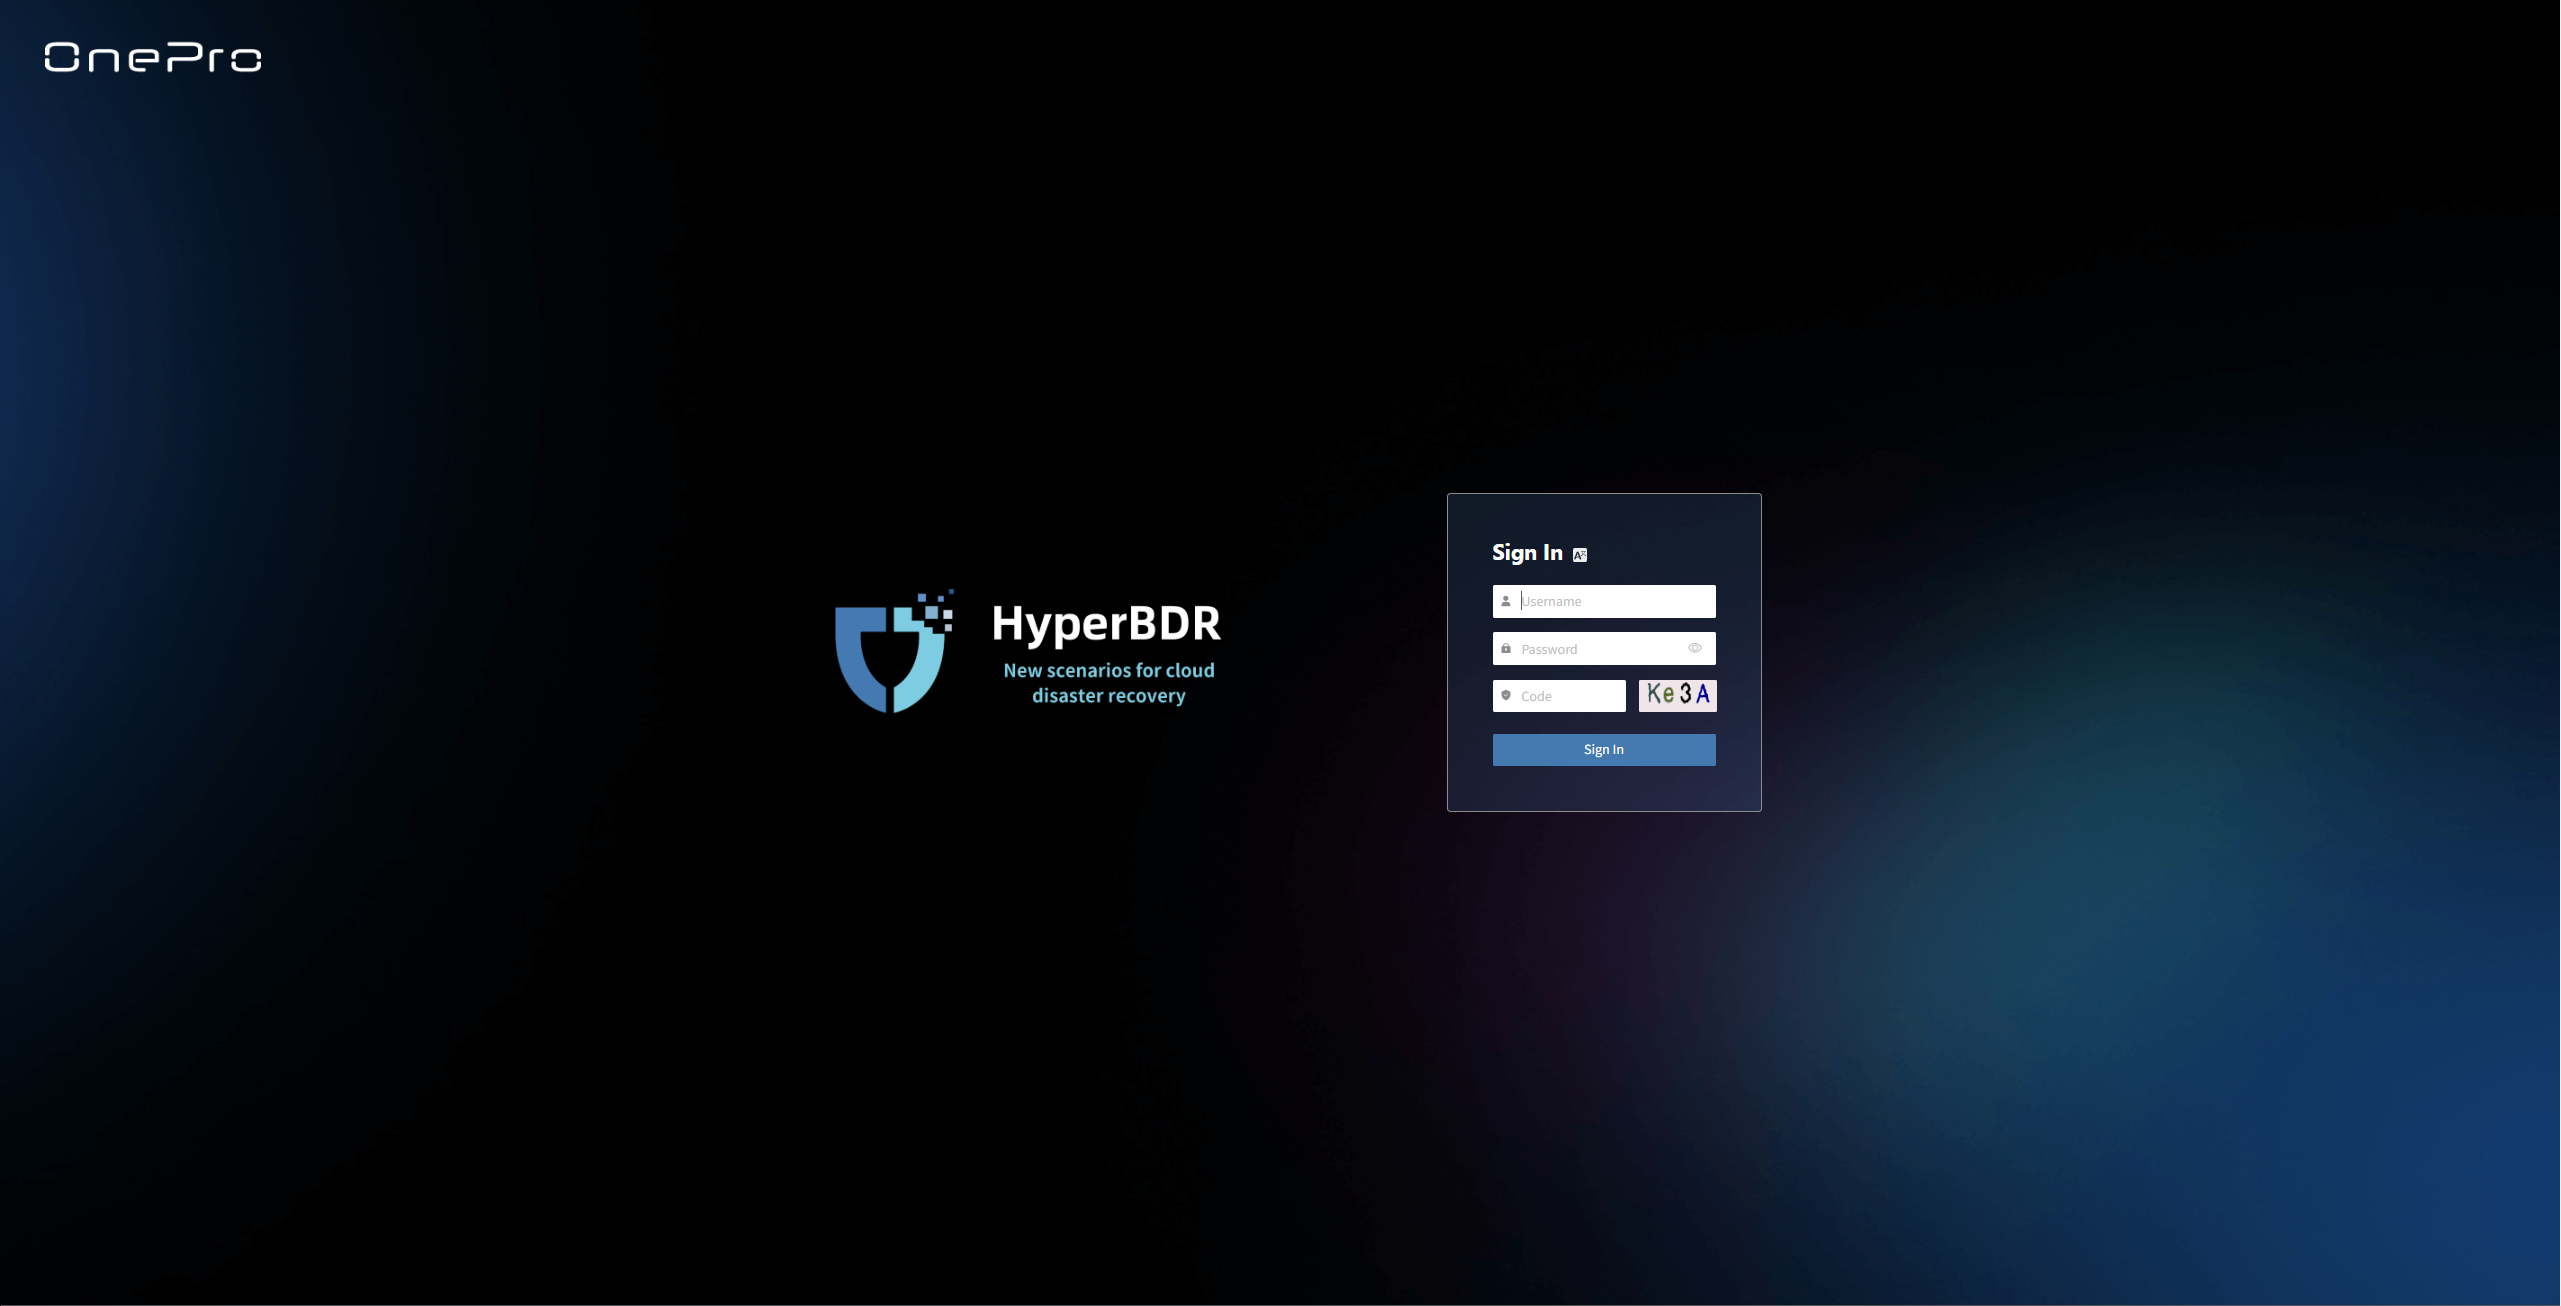 OnePro
HyperBDR
New scenarios for cloud
disaster recovery
Sign In
Username
Password
Code
Ke3A
Sign In